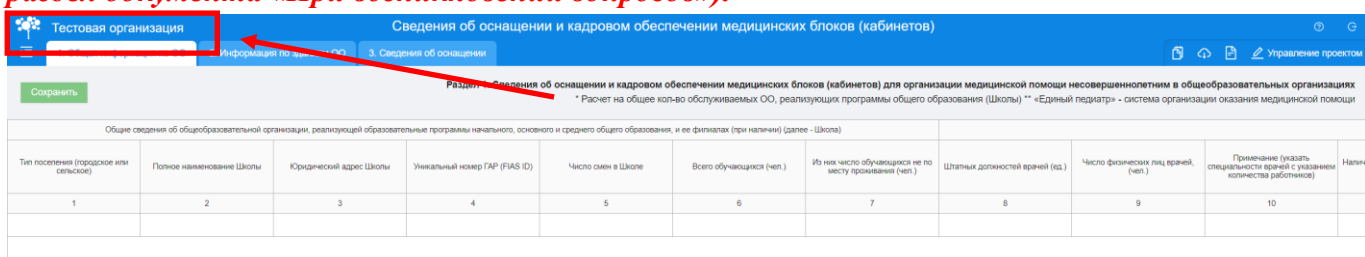 раздел документа «При возникновении вопросов»).
Тестовая организация
Сведения об оснащении и кадровом обеспечении медицинских блоков (кабинетов)
3. Сведения об оснащении
Управление проектом
Сохранить
Раздел 1. Сведения об оснащении и кадровом обеспечении медицинских блоков (кабинетов) для организации медицинской помощи несовершеннолетним в общеобразовательных организациях
* Расчет на общее кол-во обслуживаемых ОО, реализующих программы общего образования (Школы) ** «Единый педиатр» - система организации оказания медицинской помощи
Общие сведения об общеобразовательной организации, реализующей образовательные программы начального, основного и среднего общего образования, и ее филиалах (при наличии) (далее - Школа)
Тип поселения (городское или сельское)
Полное наименование Школы
Юридический адрес Школы
Уникальный номер ГАР (FIAS ID)
Число смен в Школе
Всего обучающихся (чел.)
Из них число обучающихся не по месту проживания (чел.)
Штатных должностей врачей (ед.)
Число физических лиц врачей, (чел.)
Примечание (указать специальности врачей с указанием количества работников)
1 2 3 4 5 6 7 8 9 10